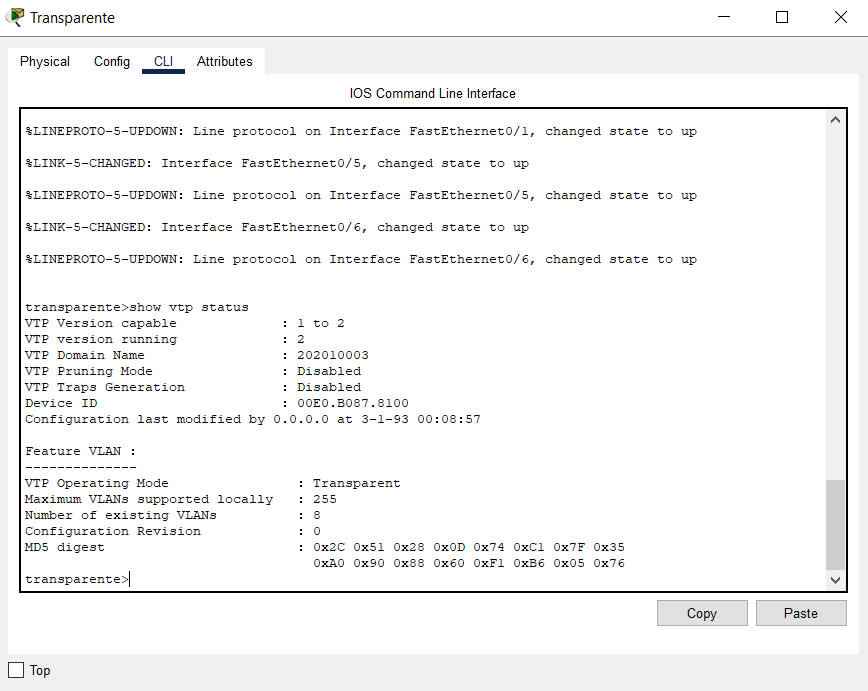 Transparente
Physical Config CLI Attributes
IOS Command Line Interface
%LINEPROTO-5-UPDOWN: Line protocol on Interface FastEthernet0/1, changed state to up
%LINK-5-CHANGED: Interface FastEthernet0/5, changed state to up
%LINEPROTO-5-UPDOWN: Line protocol on Interface FastEthernet0/5, changed state to up
%LINK-5-CHANGED: Interface FastEthernet0/6, changed state to up
%LINEPROTO-5-UPDOWN: Line protocol on Interface FastEthernet0/6, changed state to up
transparente>show vtp status
VTP Version capable : 1 to 2
VTP version running : 2
VTP Domain Name : 202010003
VTP Pruning Mode : Disabled
VTP Traps Generation : Disabled
Device ID : 00E0.B087.8100
Configuration last modified by 0.0.0.0 at 3-1-93 00:08:57
Feature VLAN :
--------------
VTP Operating Mode : Transparent
Maximum VLANs supported locally : 255
Number of existing VLANs : 8
Configuration Revision : 0
MD5 digest : 0x2C 0x51 0x28 0x0D 0x74 0xC1 0x7F 0x35
0xA0 0x90 0x88 0x60 0xF1 0xB6 0x05 0x76
transparente>
Copy Paste
Top